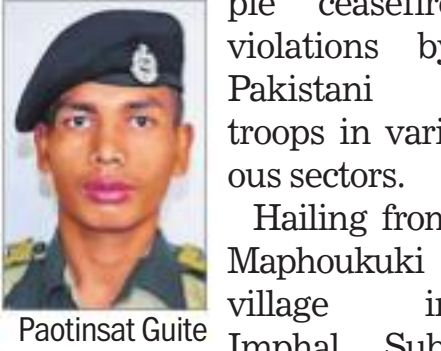 ple ceasefire
violations by
Pakistani
troops in vari
ous sectors.
Hailing from
Maphoukuki
village in
Imphal Sub
Paotinsat Guite